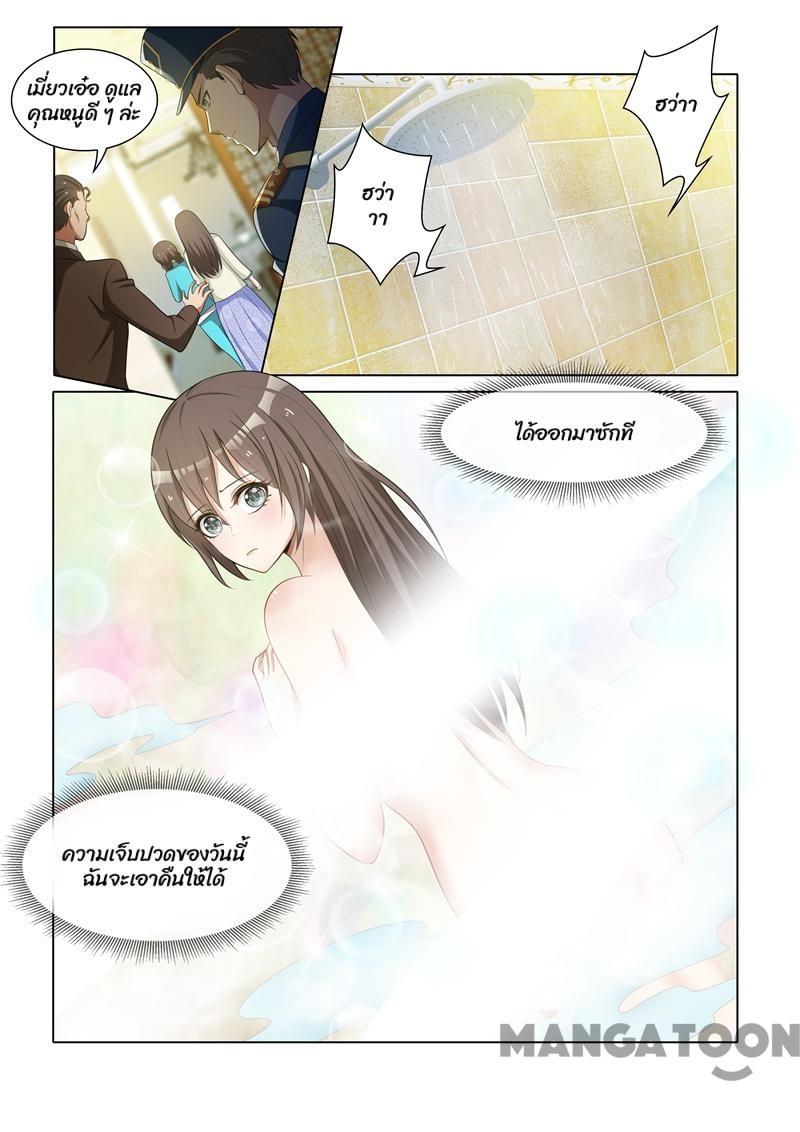 เมี่ยวเอ๋อ ดูแล
คุณหนูดี ๆ ล่ะ
ฮว่าา
ฮว่า
าา
ได้ออกมาซักที
ความเจ็บปวดของวันนี้
ฉันจะเอาคืนให้ได้
MANGATOON